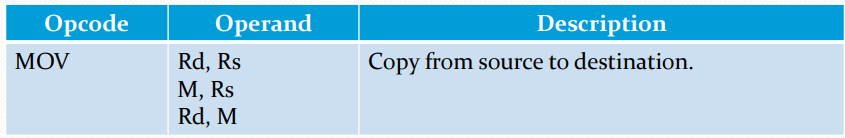 Opcode Operand Description
MOV Rd, Rs Copy from source to destination.
M, Rs
Rd, M